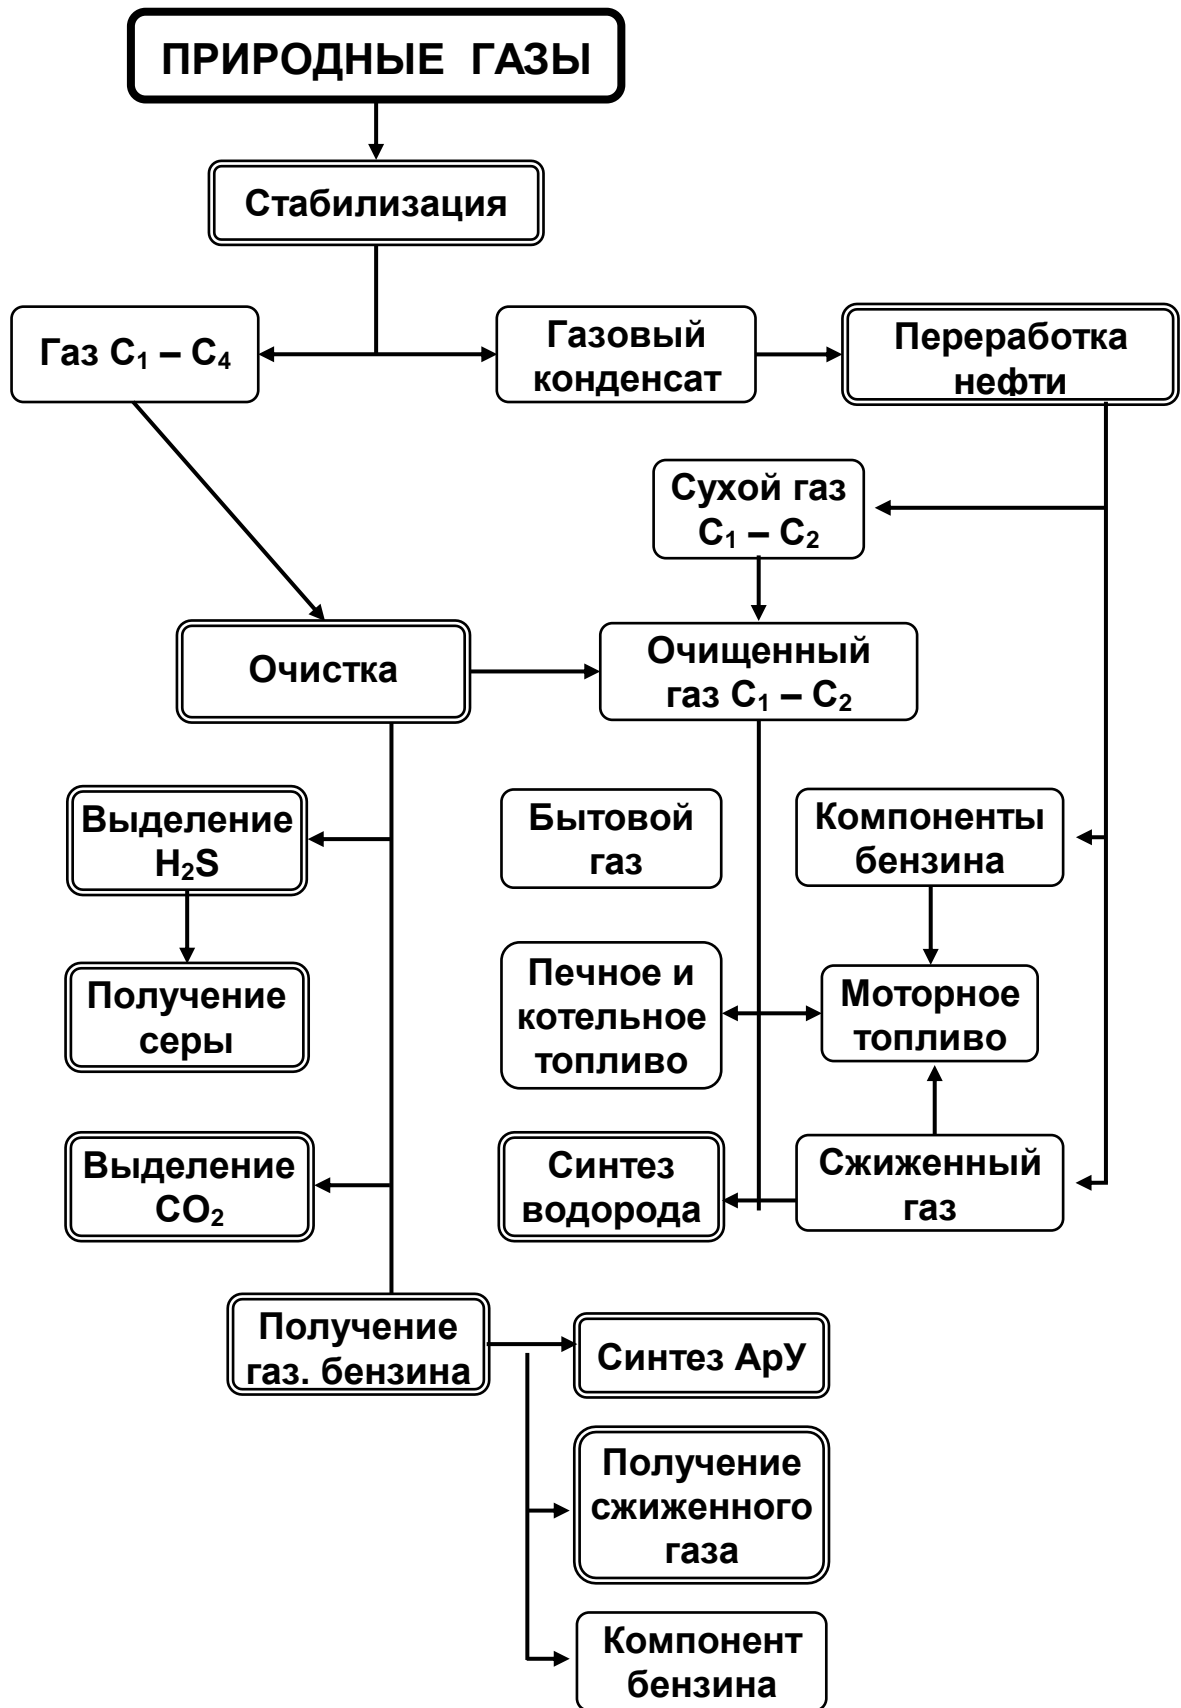 ПРИРОДНЫЕ ГАЗЫ
Стабилизация
Газ C₁ – C₄
Газовый
конденсат
Переработка
нефти
Сухой газ
C₁ – C₂
Очистка
Очищенный
газ C₁ – C₂
Выделение
H₂S
Бытовой
газ
Компоненты
бензина
Получение
серы
Печное и
котельное
топливо
Моторное
топливо
Выделение
CO₂
Синтез
водорода
Сжиженный
газ
Получение
газ. бензина
Синтез АрУ
Получение
сжиженного
газа
Компонент
бензина